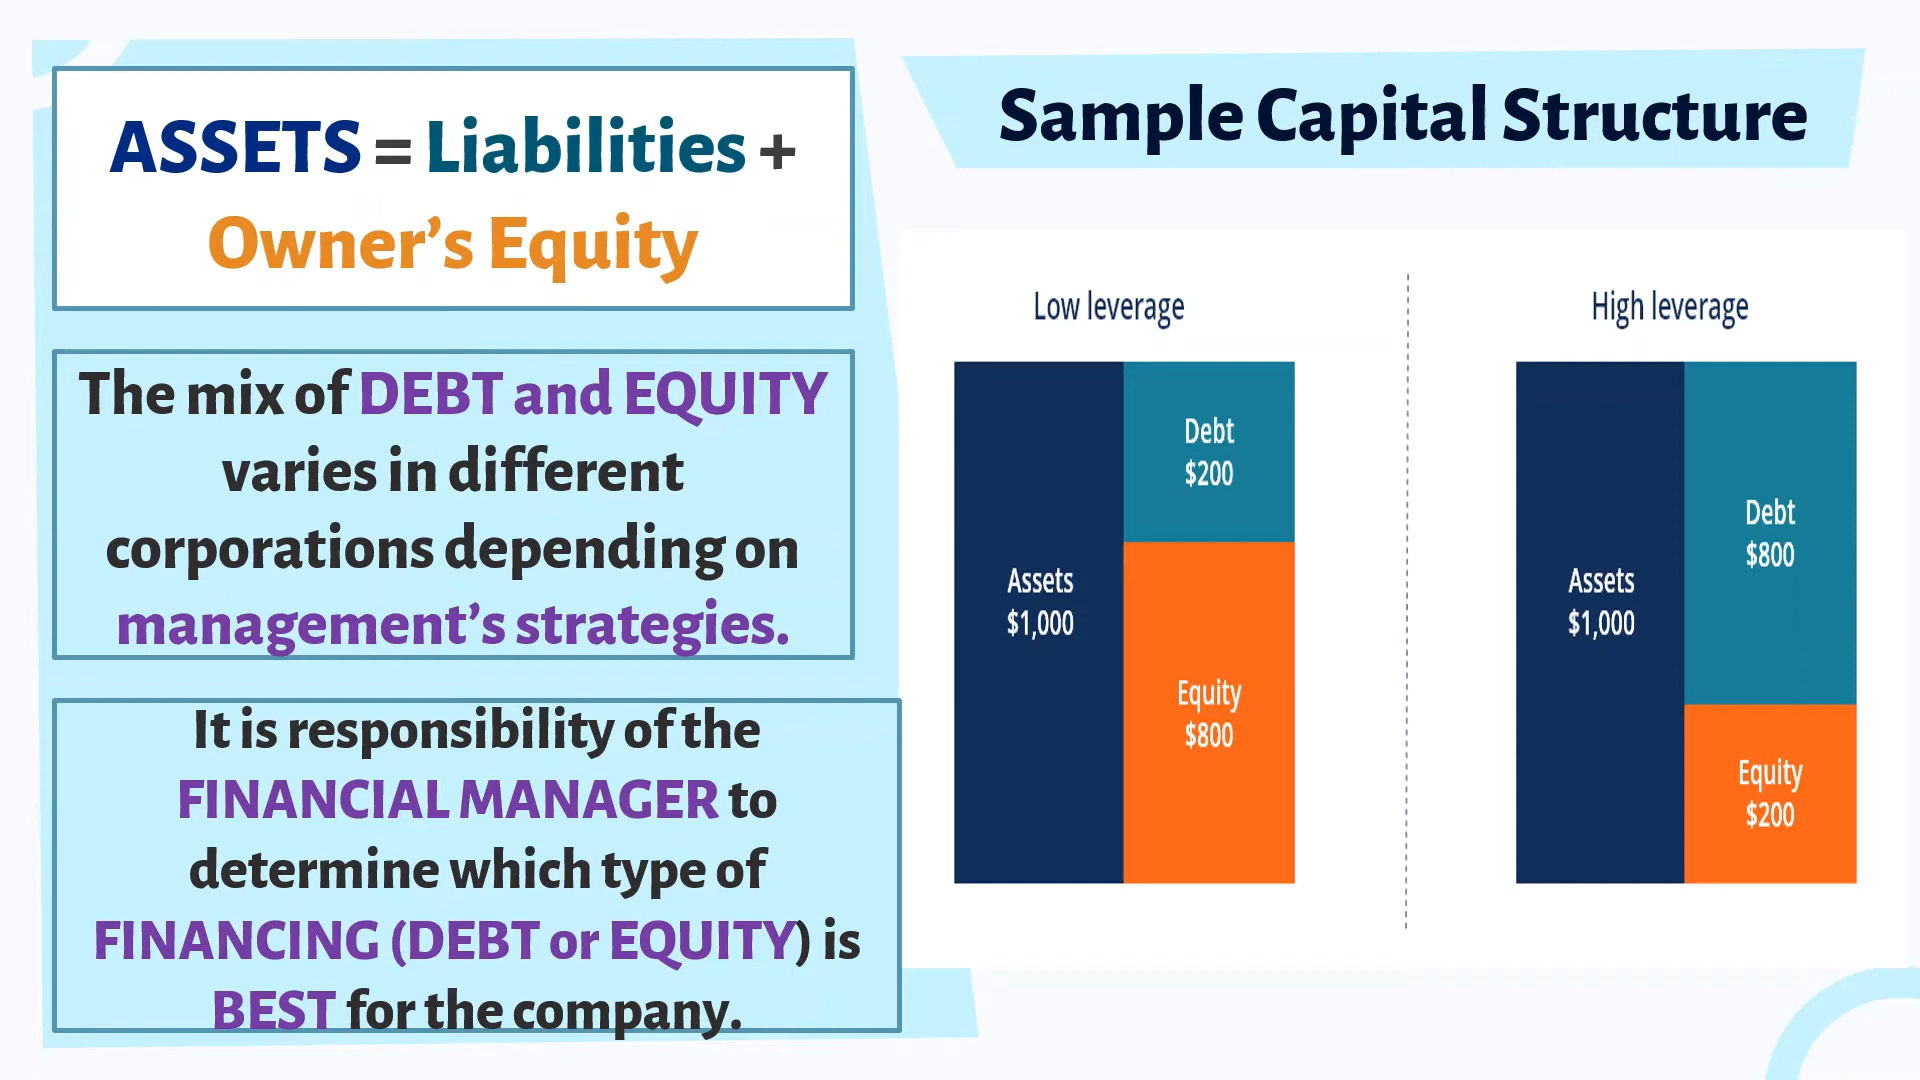 ASSETS = Liabilities +
Owner’s Equity
The mix of DEBT and EQUITY
varies in different
corporations depending on
management’s strategies.
It is responsibility of the
FINANCIAL MANAGER to
determine which type of
FINANCING (DEBT or EQUITY) is
BEST for the company.
Sample Capital Structure
Low leverage
Assets
$1,000
Debt
$200
Equity
$800
High leverage
Assets
$1,000
Debt
$800
Equity
$200